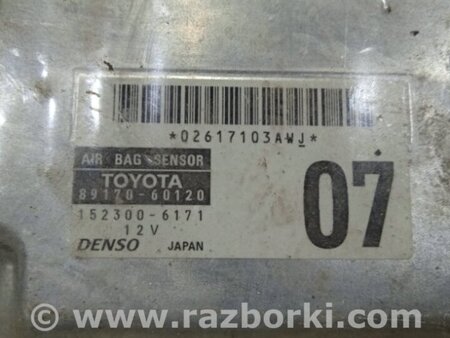 *02617103AWJ*
AIR BAG SENSOR
TOYOTA
89170-60120
152300-6171
12V
DENSO JAPAN
07
www.razborki.com